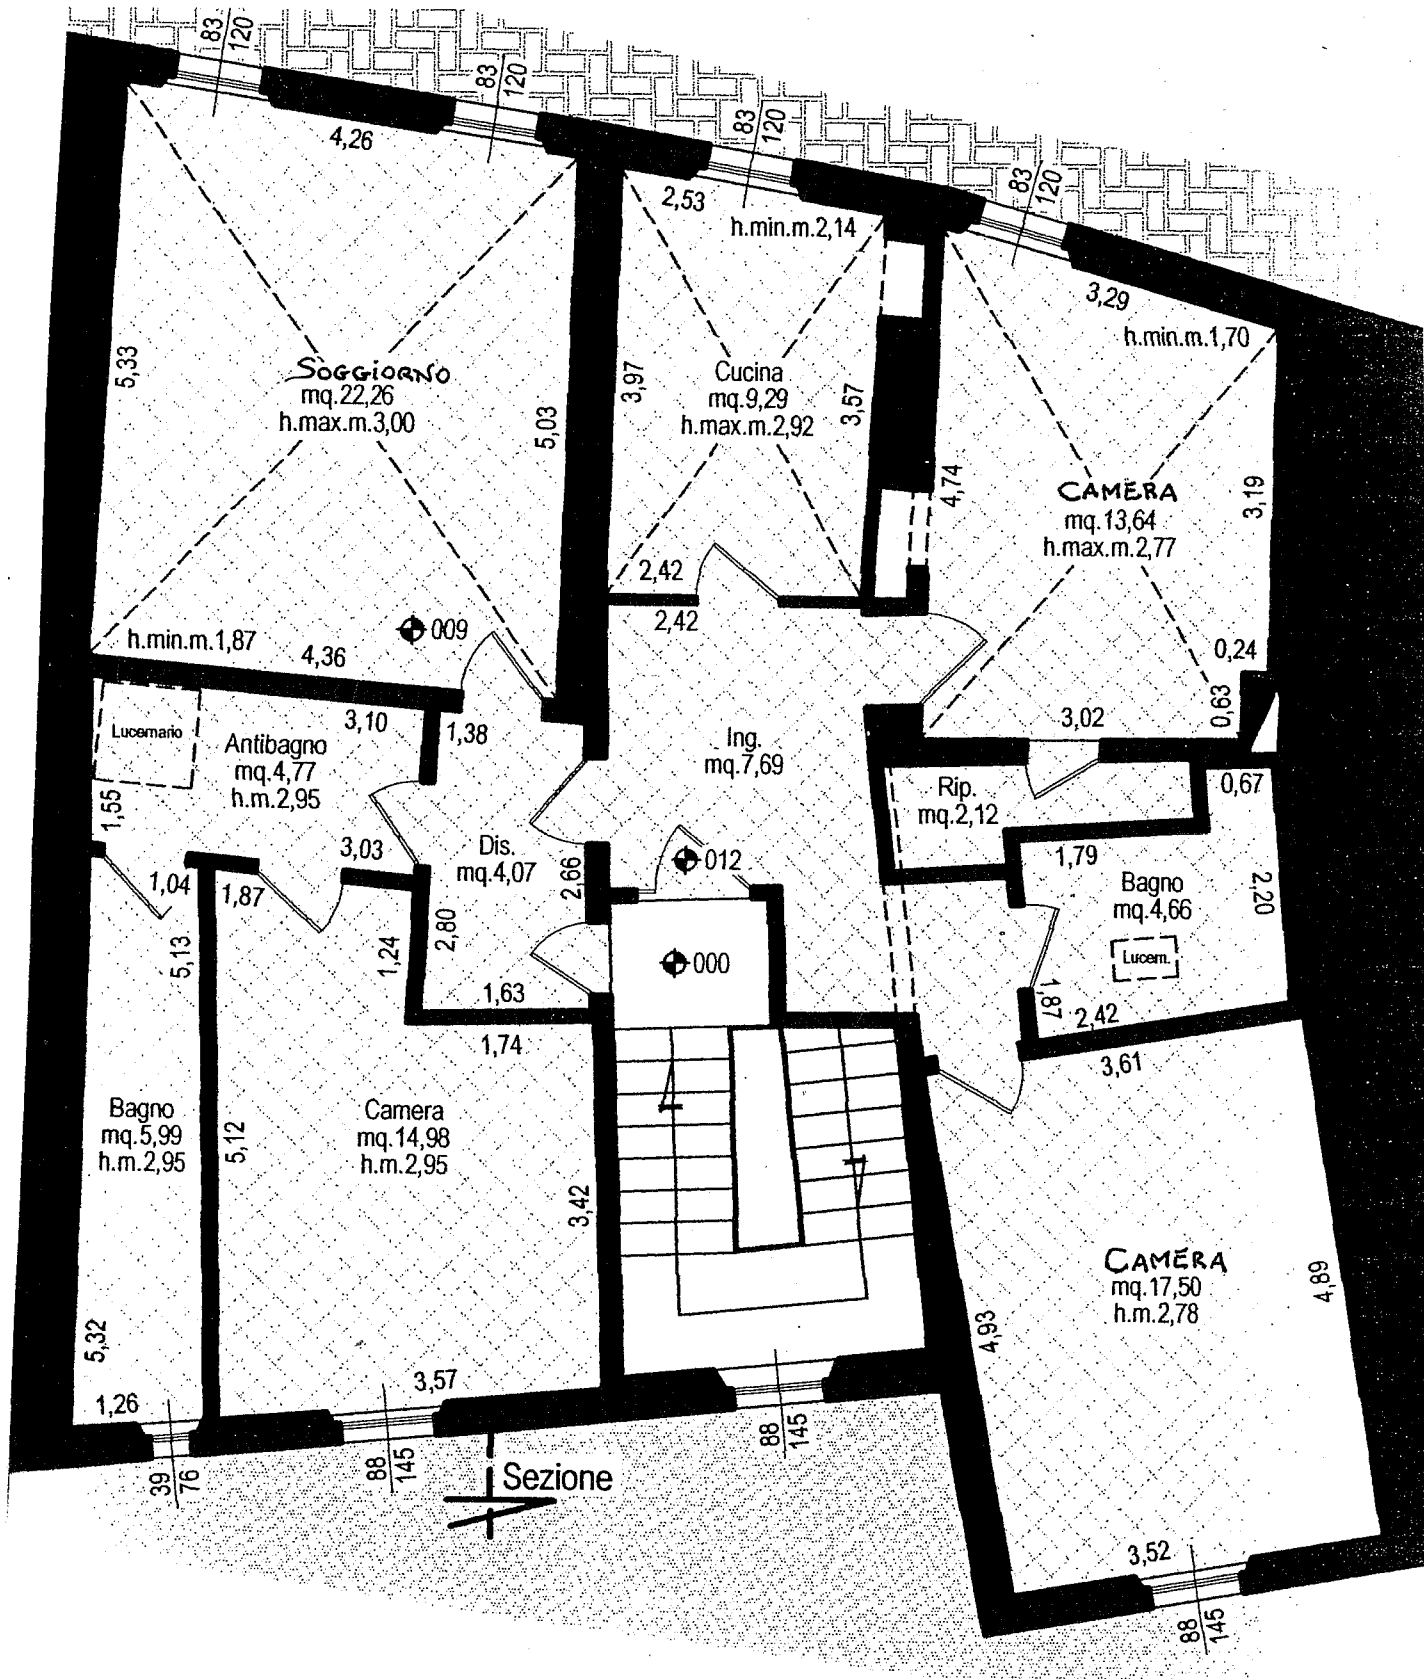 83
120
83
120
83
120
83
120
4,26
2,53
h.min.m.2,14
3,29
h.min.m.1,70
5,33
SOGGIORNO
mq.22,26
h.max.m.3,00
5,03
3,97
Cucina
mq.9,29
h.max.m.2,92
3,57
4,74
CAMERA
mq.13,64
h.max.m.2,77
3,19
h.min.m.1,87
4,36
009
2,42
2,42
0,24
0,63
3,02
Lucernario
3,10
1,38
Antibagno
mq.4,77
h.m.2,95
1,55
Ing.
mq.7,69
Rip.
mq.2,12
0,67
3,03
Dis.
mq.4,07
2,66
012
1,79
1,04
1,87
Bagno
mq.4,66
2,20
5,13
1,24
2,80
000
Lucern.
1,63
1,87
2,42
1,74
3,61
Bagno
mq.5,99
h.m.2,95
5,12
Camera
mq.14,98
h.m.2,95
3,42
CAMERA
mq.17,50
h.m.2,78
4,93
4,89
5,32
1,26
3,57
39
76
88
145
88
145
Sezione
3,52
88
145